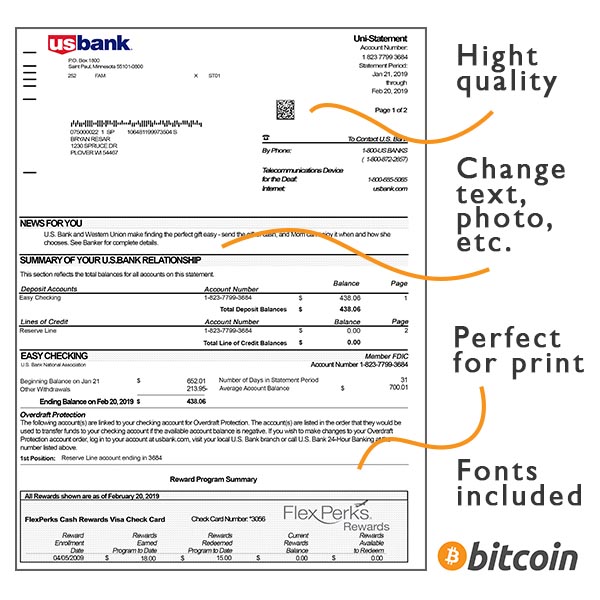 usbank
P.O. Box 1800
Saint Paul, Minnesota 55101-0800
252 FAM X ST01
Uni-Statement
Account Number:
1 823 7799 3684
Statement Period:
Jan 21, 2019
through
Feb 20, 2019
Page 1 of 2
075000022 1 SP 106481199973504 S
BRYAN RESAR
1230 SPRUCE DR
PLOVER WI 54467
To Contact U.S. Bank
By Phone: 1-800-US BANKS
( 1-800-872-2657)
Telecommunications Device
for the Deaf: 1-800-685-5065
Internet: usbank.com
NEWS FOR YOU
U.S. Bank and Western Union make finding the perfect gift easy - send the gift of cash, and Mom can enjoy it when and how she
chooses. See Banker for complete details.
SUMMARY OF YOUR U.S.BANK RELATIONSHIP
This section reflects the total balances for all accounts on this statement.
Balance Page
Deposit Accounts Account Number
Easy Checking 1-823-7799-3684 $ 438.06 1
Total Deposit Balances $ 438.06
Lines of Credit Account Number Balance Page
Reserve Line 1-823-7799-3684 $ 0.00 2
Total Line of Credit Balances $ 0.00
EASY CHECKING Member FDIC
U.S. Bank National Association Account Number 1-823-7799-3684
Beginning Balance on Jan 21 $ 652.01 Number of Days in Statement Period 31
Other Withdrawals 213.95- Average Account Balance $ 700.01
Ending Balance on Feb 20, 2019 $ 438.06
Overdraft Protection
The following account(s) are linked to your checking account for Overdraft Protection. The account(s) are listed in the order that they would be
used to transfer funds to your checking account if the available account balance is negative. If you wish to make changes to your Overdraft
Protection account order, log in to your account at usbank.com, visit your local U.S. Bank branch or call U.S. Bank 24-Hour Banking at the
number listed above.
1st Position: Reserve Line account ending in 3684
Reward Program Summary
All Rewards shown are as of February 20, 2019
FlexPerks Cash Rewards Visa Check Card Check Card Number: *3056
FlexPerks
Rewards
Reward Rewards Rewards Current Rewards
Enrollment Earned Redeemed Rewards Available
Date Program to Date Program to Date Balance to Redeem
04/05/2009 $ 18.00 $ 15.00 $ 0.00 $ 0.00
Hight
quality
Change
text,
photo,
etc.
Perfect
for print
Fonts
included
bitcoin